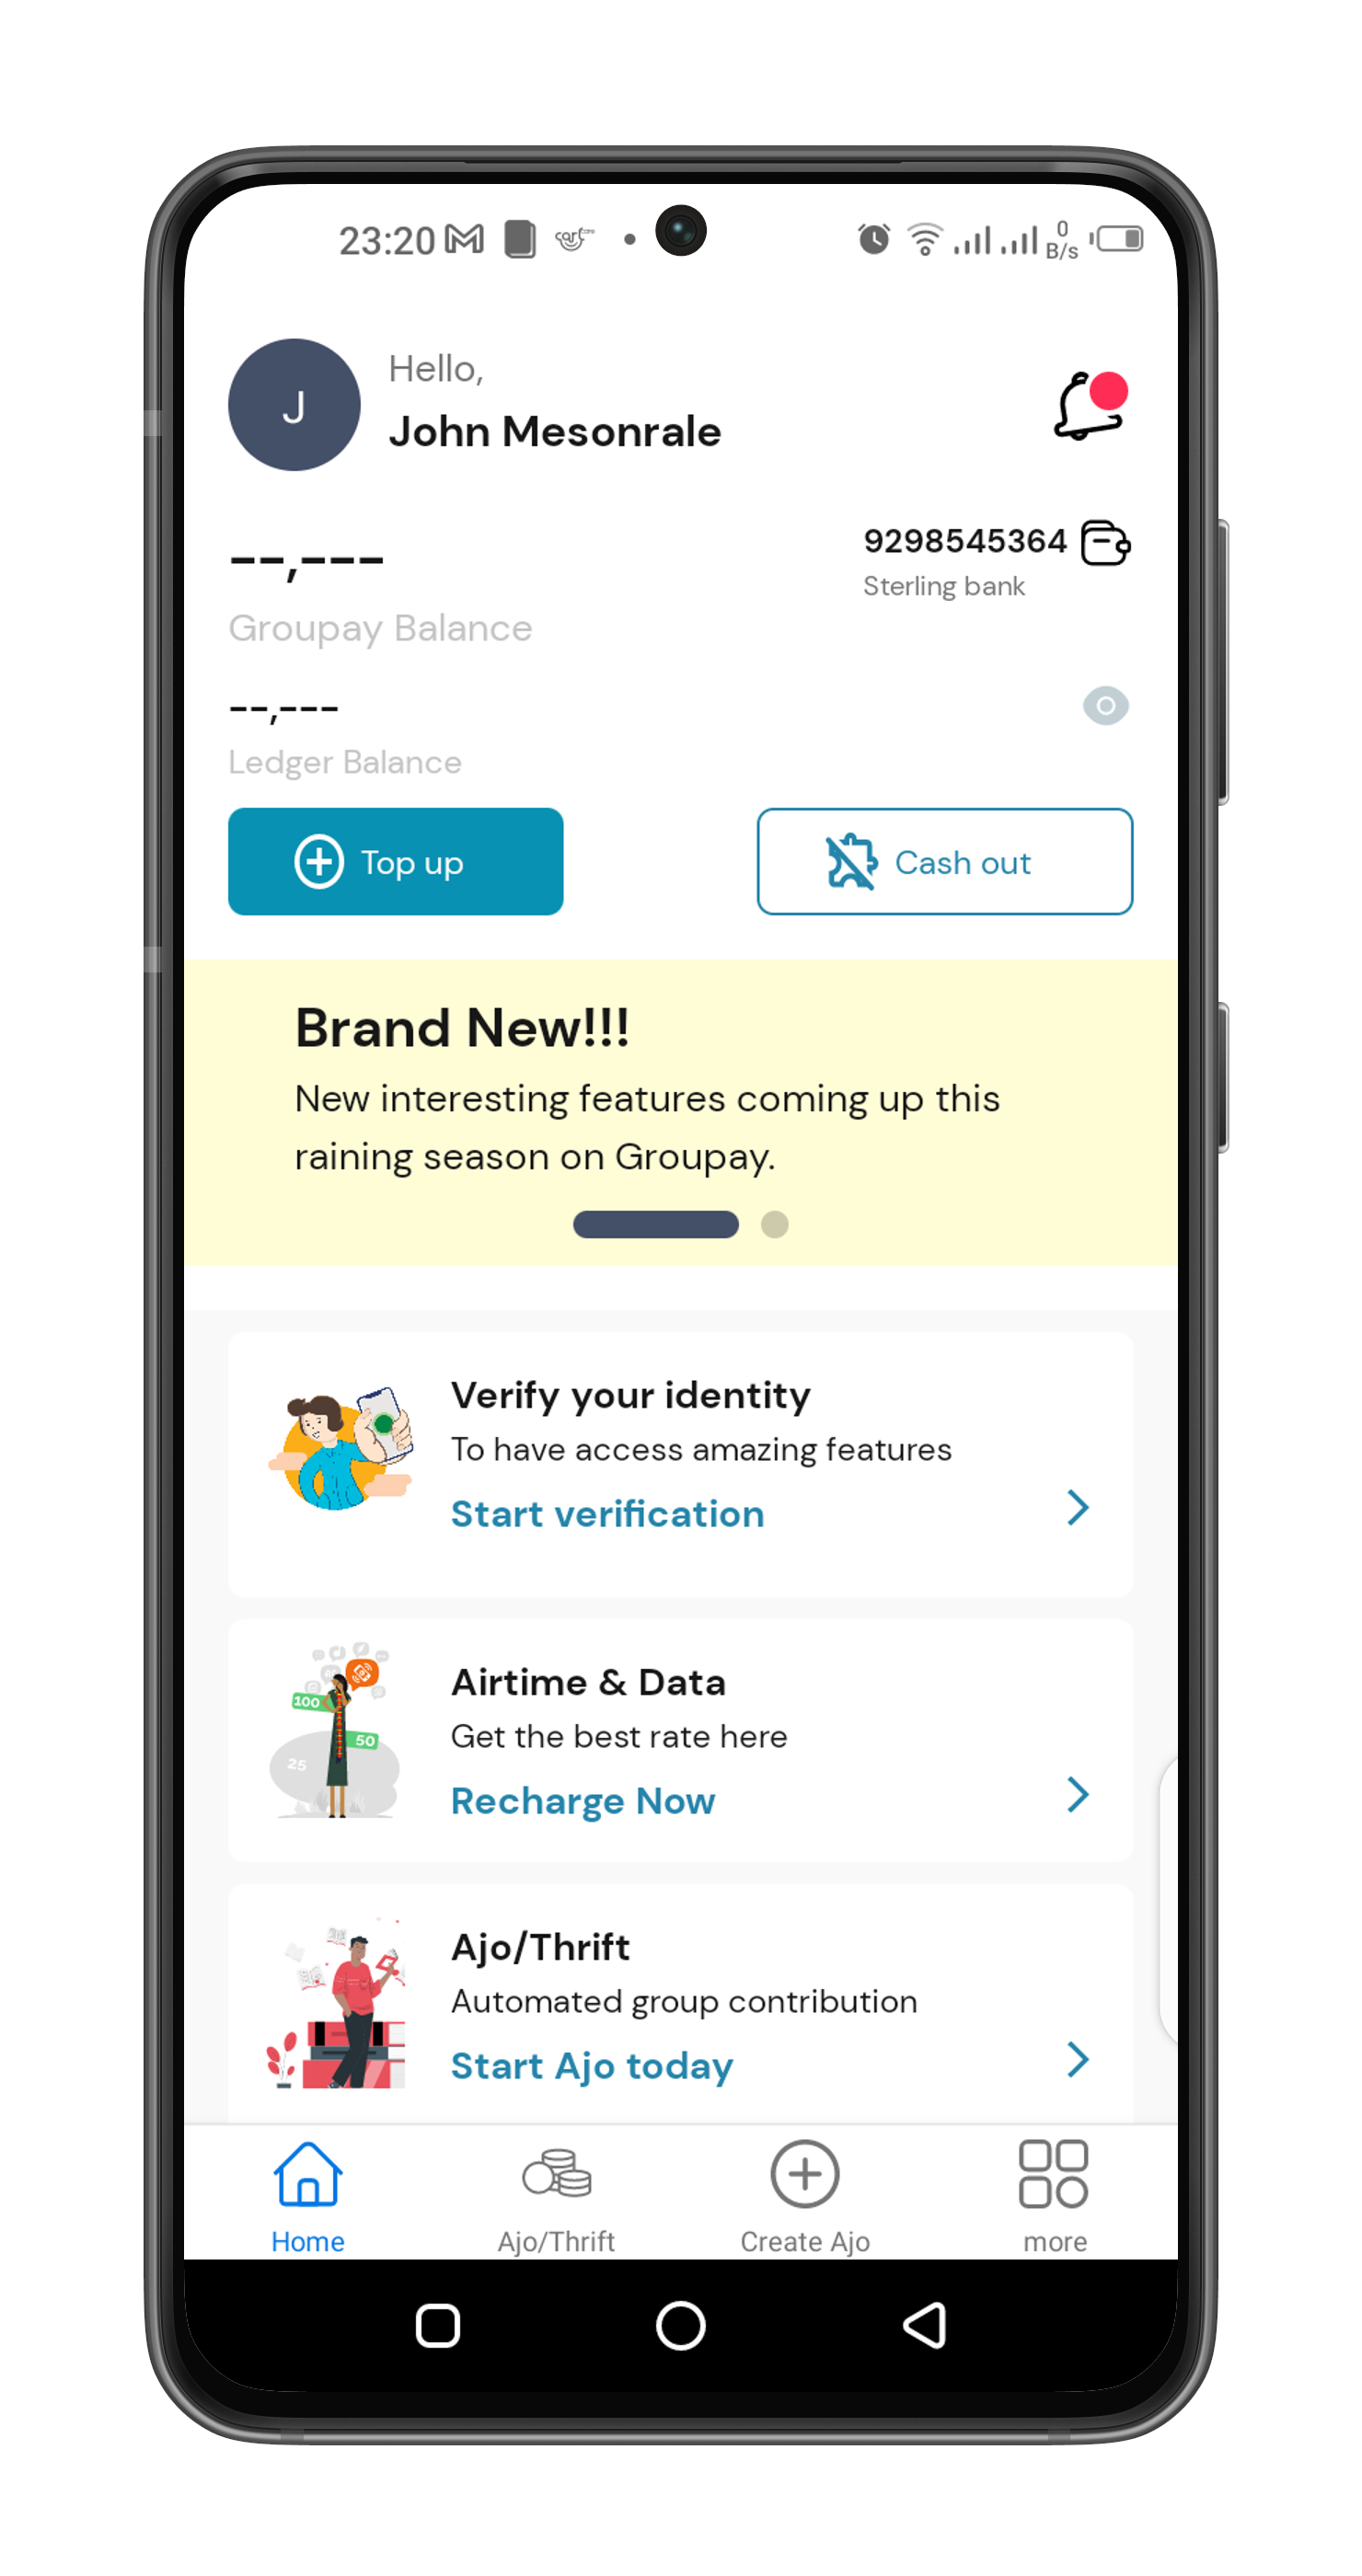 23:20
0
B/s
J
Hello,
John Mesonrale
--,---
9298545364
Sterling bank
Groupay Balance
--,---
Ledger Balance
Top up
Cash out
Brand New!!!
New interesting features coming up this
raining season on Groupay.
Verify your identity
To have access amazing features
Start verification
100
50
25
Airtime & Data
Get the best rate here
Recharge Now
Ajo/Thrift
Automated group contribution
Start Ajo today
Home
Ajo/Thrift
Create Ajo
more